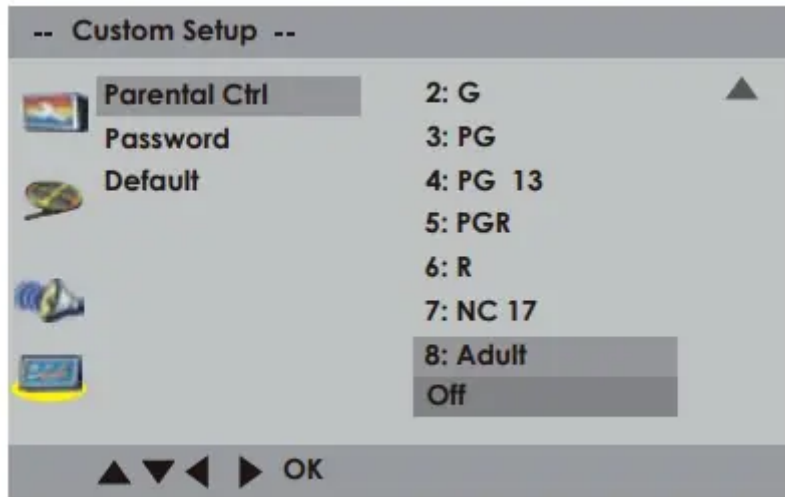 -- Custom Setup --
Parental Ctrl
Password
Default
2: G
3: PG
4: PG 13
5: PGR
6: R
7: NC 17
8: Adult
Off
OK